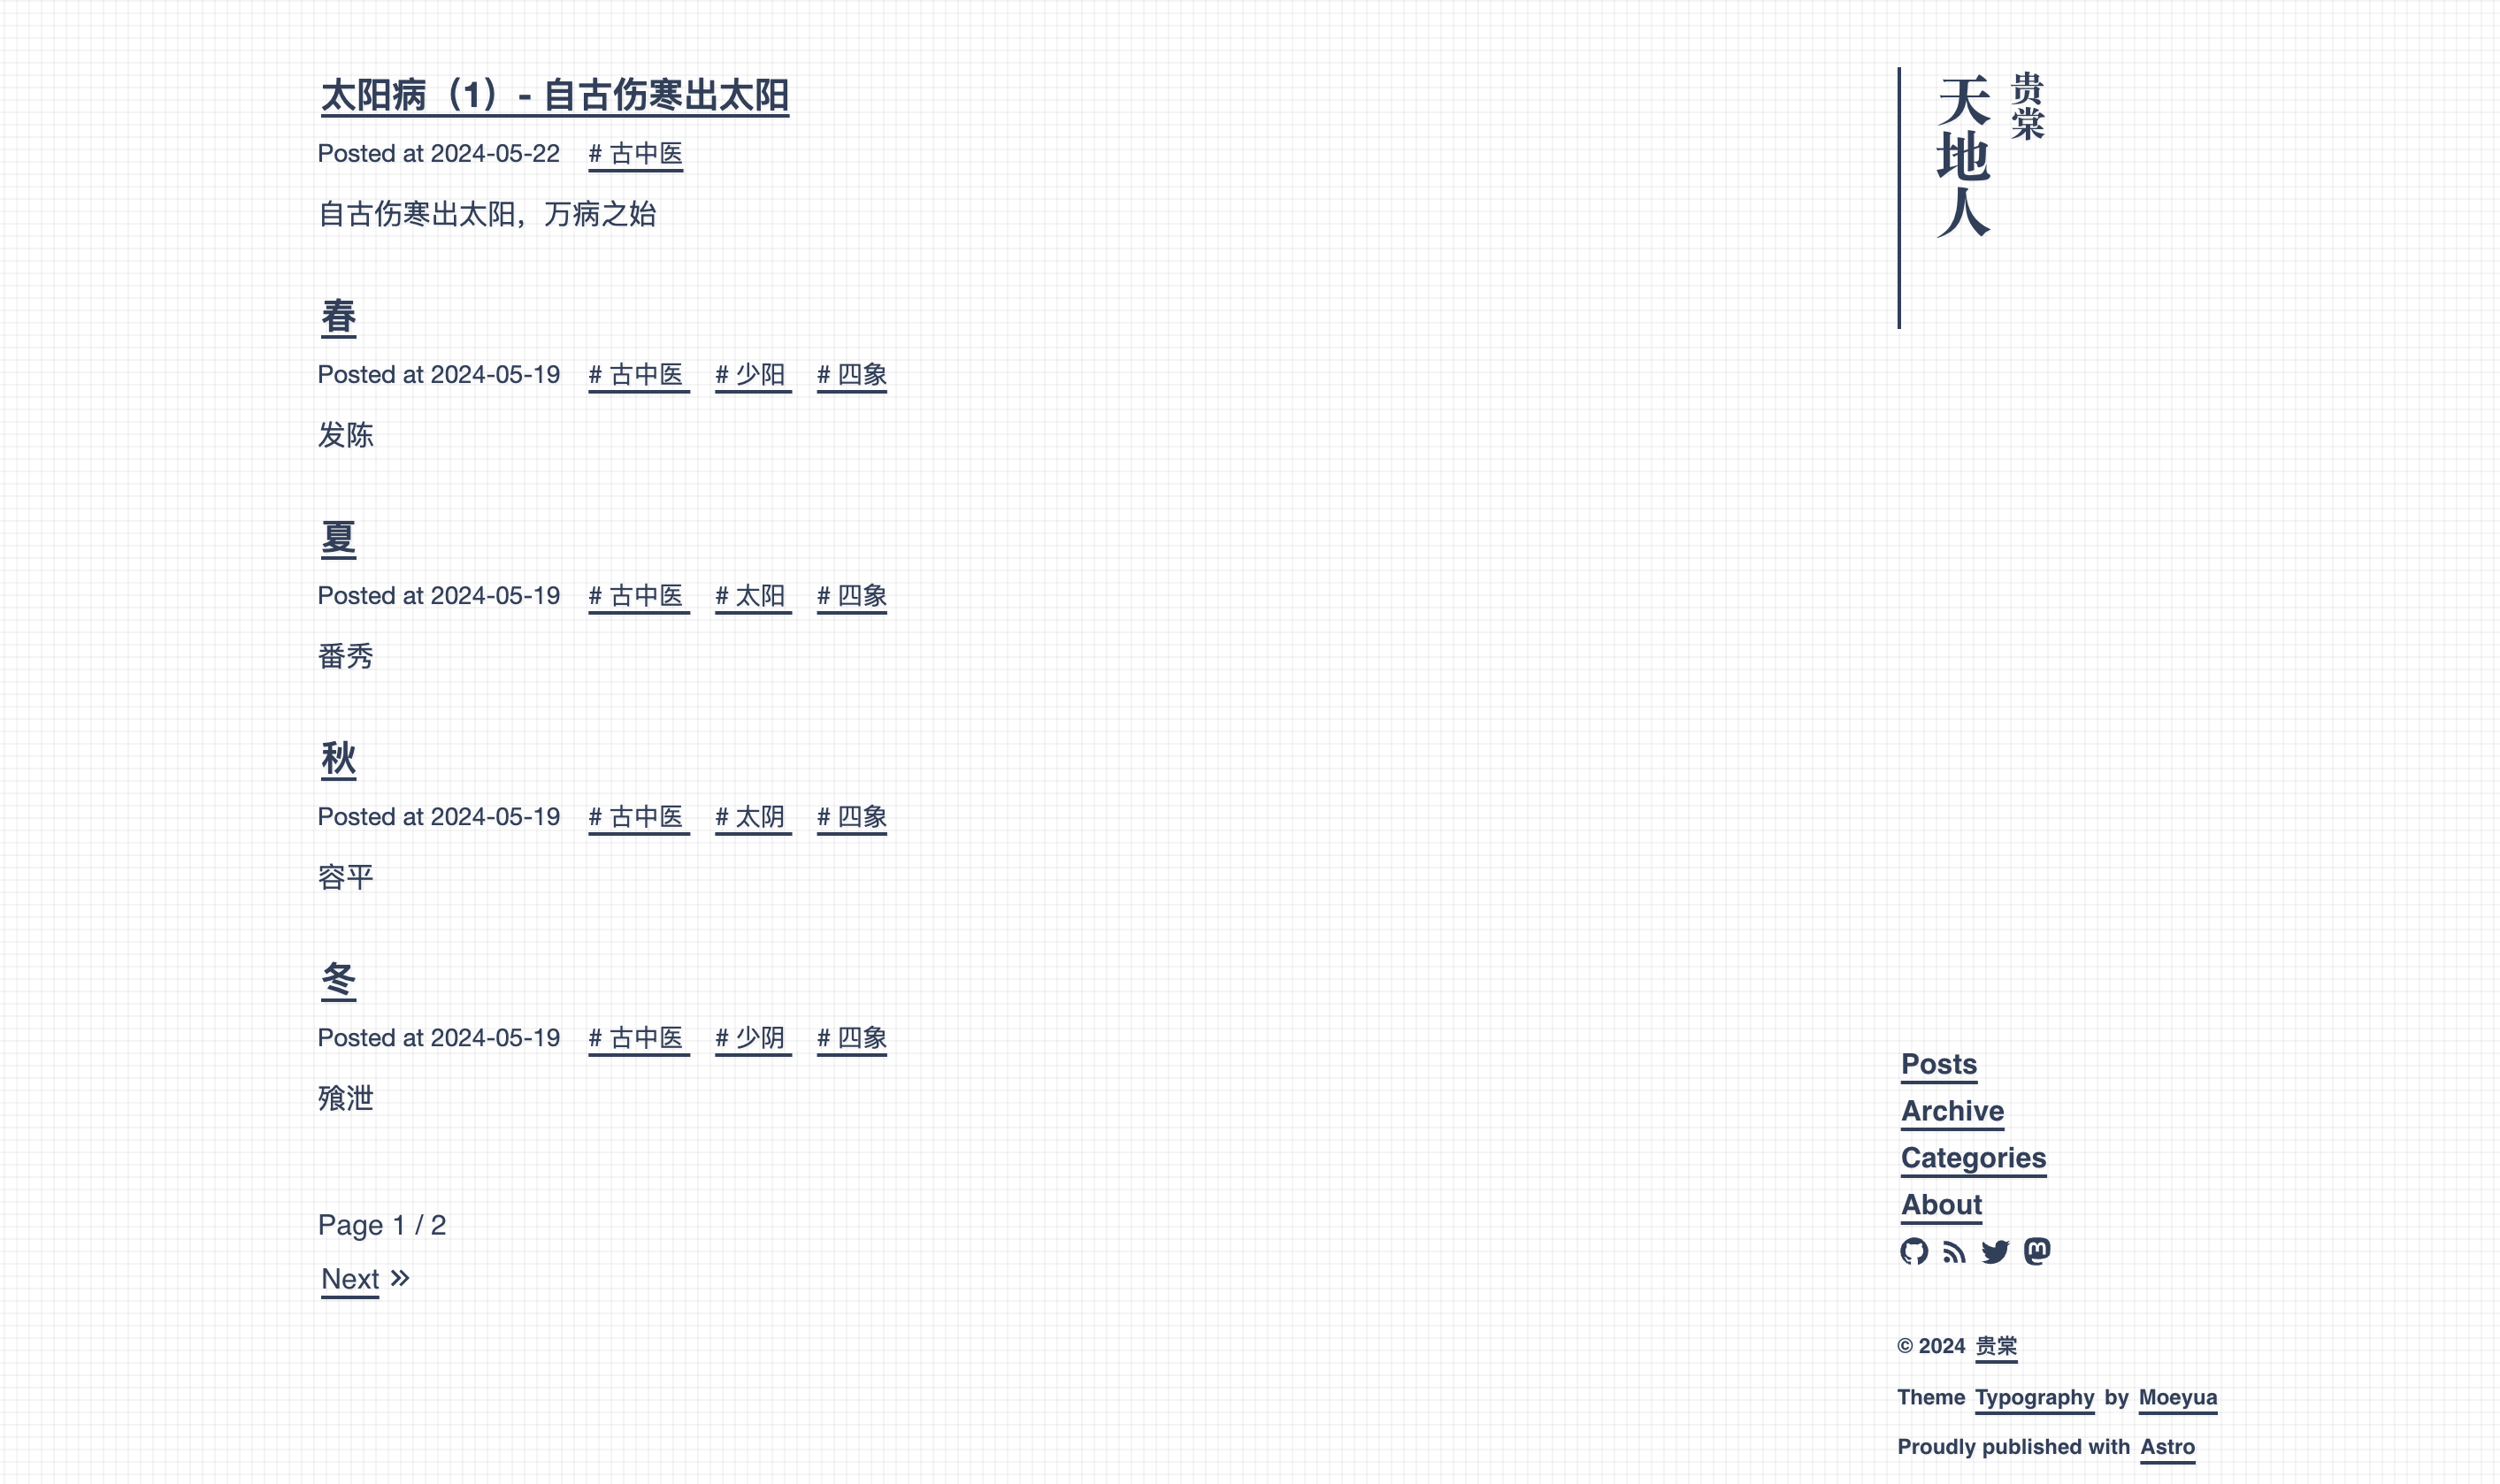 太阳病（1）- 自古伤寒出太阳
Posted at 2024-05-22 # 古中医
自古伤寒出太阳，万病之始
春
Posted at 2024-05-19 # 古中医 # 少阳 # 四象
发陈
夏
Posted at 2024-05-19 # 古中医 # 太阳 # 四象
番秀
秋
Posted at 2024-05-19 # 古中医 # 太阴 # 四象
容平
冬
Posted at 2024-05-19 # 古中医 # 少阴 # 四象
飧泄
Page 1 / 2
Next »
贵棠
天地人
Posts
Archive
Categories
About
© 2024 贵棠
Theme Typography by Moeyua
Proudly published with Astro